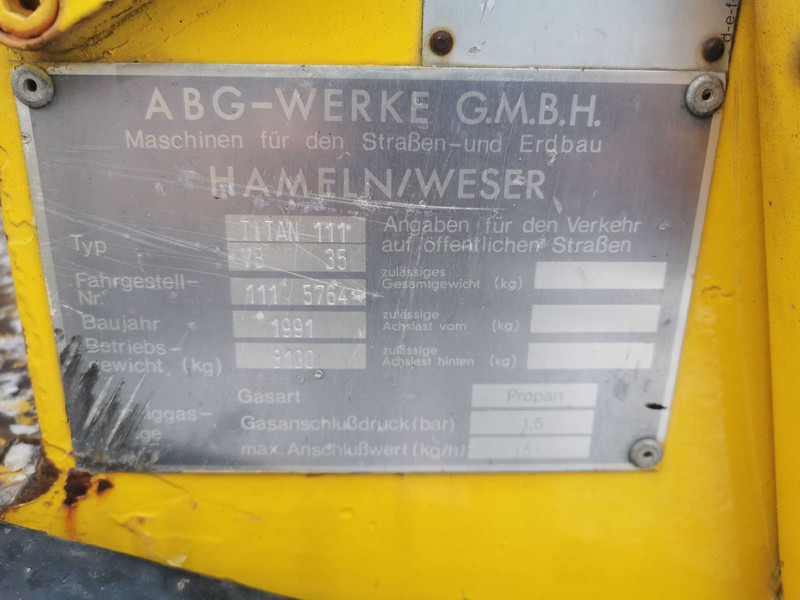 d-e-f
ABG-WERKE G.M.B.H.
Maschinen für den Straßen-und Erdbau
HAMELN/WESER
Typ
TITAN 111
VB 35
Angaben für den Verkehr
auf öffentlichen Straßen
Fahrgestell-
Nr.
111 / 5764
zulässiges
Gesamtgewicht (kg)
Baujahr
1991
zulässige
Achslast vorn (kg)
Betriebs-
gewicht, (kg)
zulässige
Achslast hinten (kg)
Gasart
Propan
iggas-
ge
Gasanschlußdruck (bar)
1,5
max. Anschlußwert (kg/h)